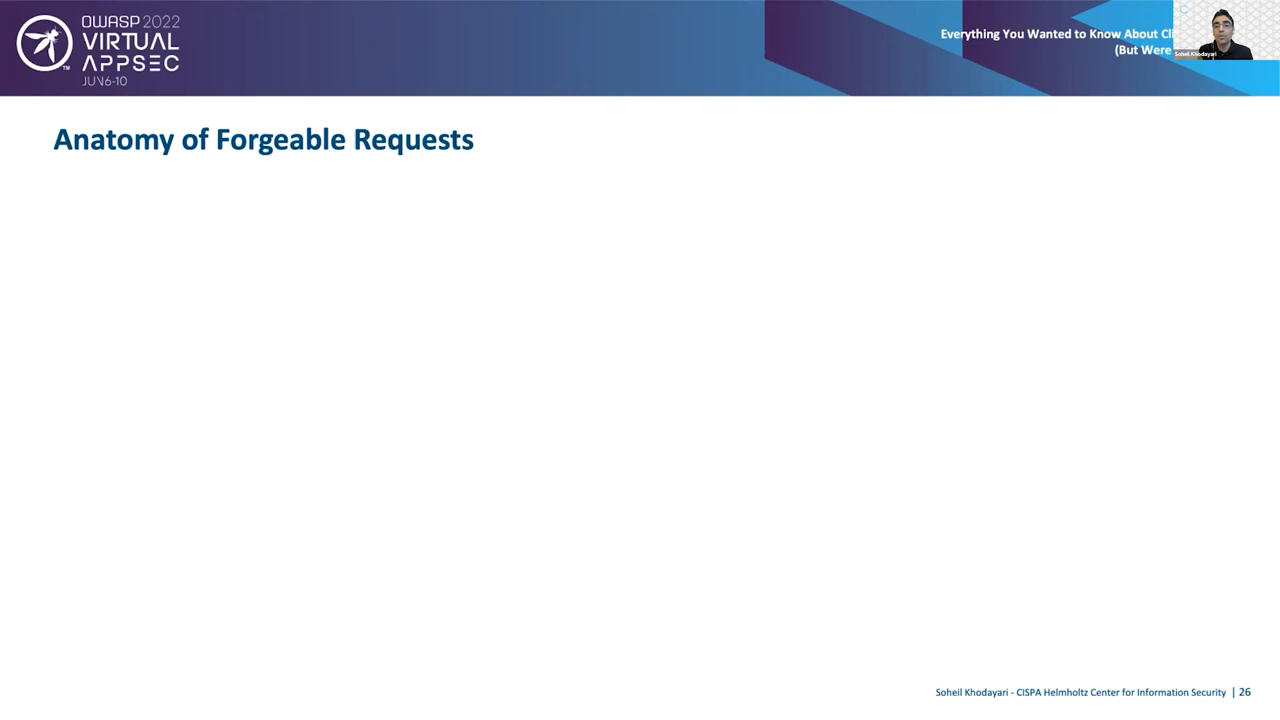 OWASP 2022
VIRTUAL
APPSEC
TM
JUN 6-10
Everything You Wanted to Know About
(But Were
Soheil Khodayari
Anatomy of Forgeable Requests
Soheil Khodayari - CISPA Helmholtz Center for Information Security | 26